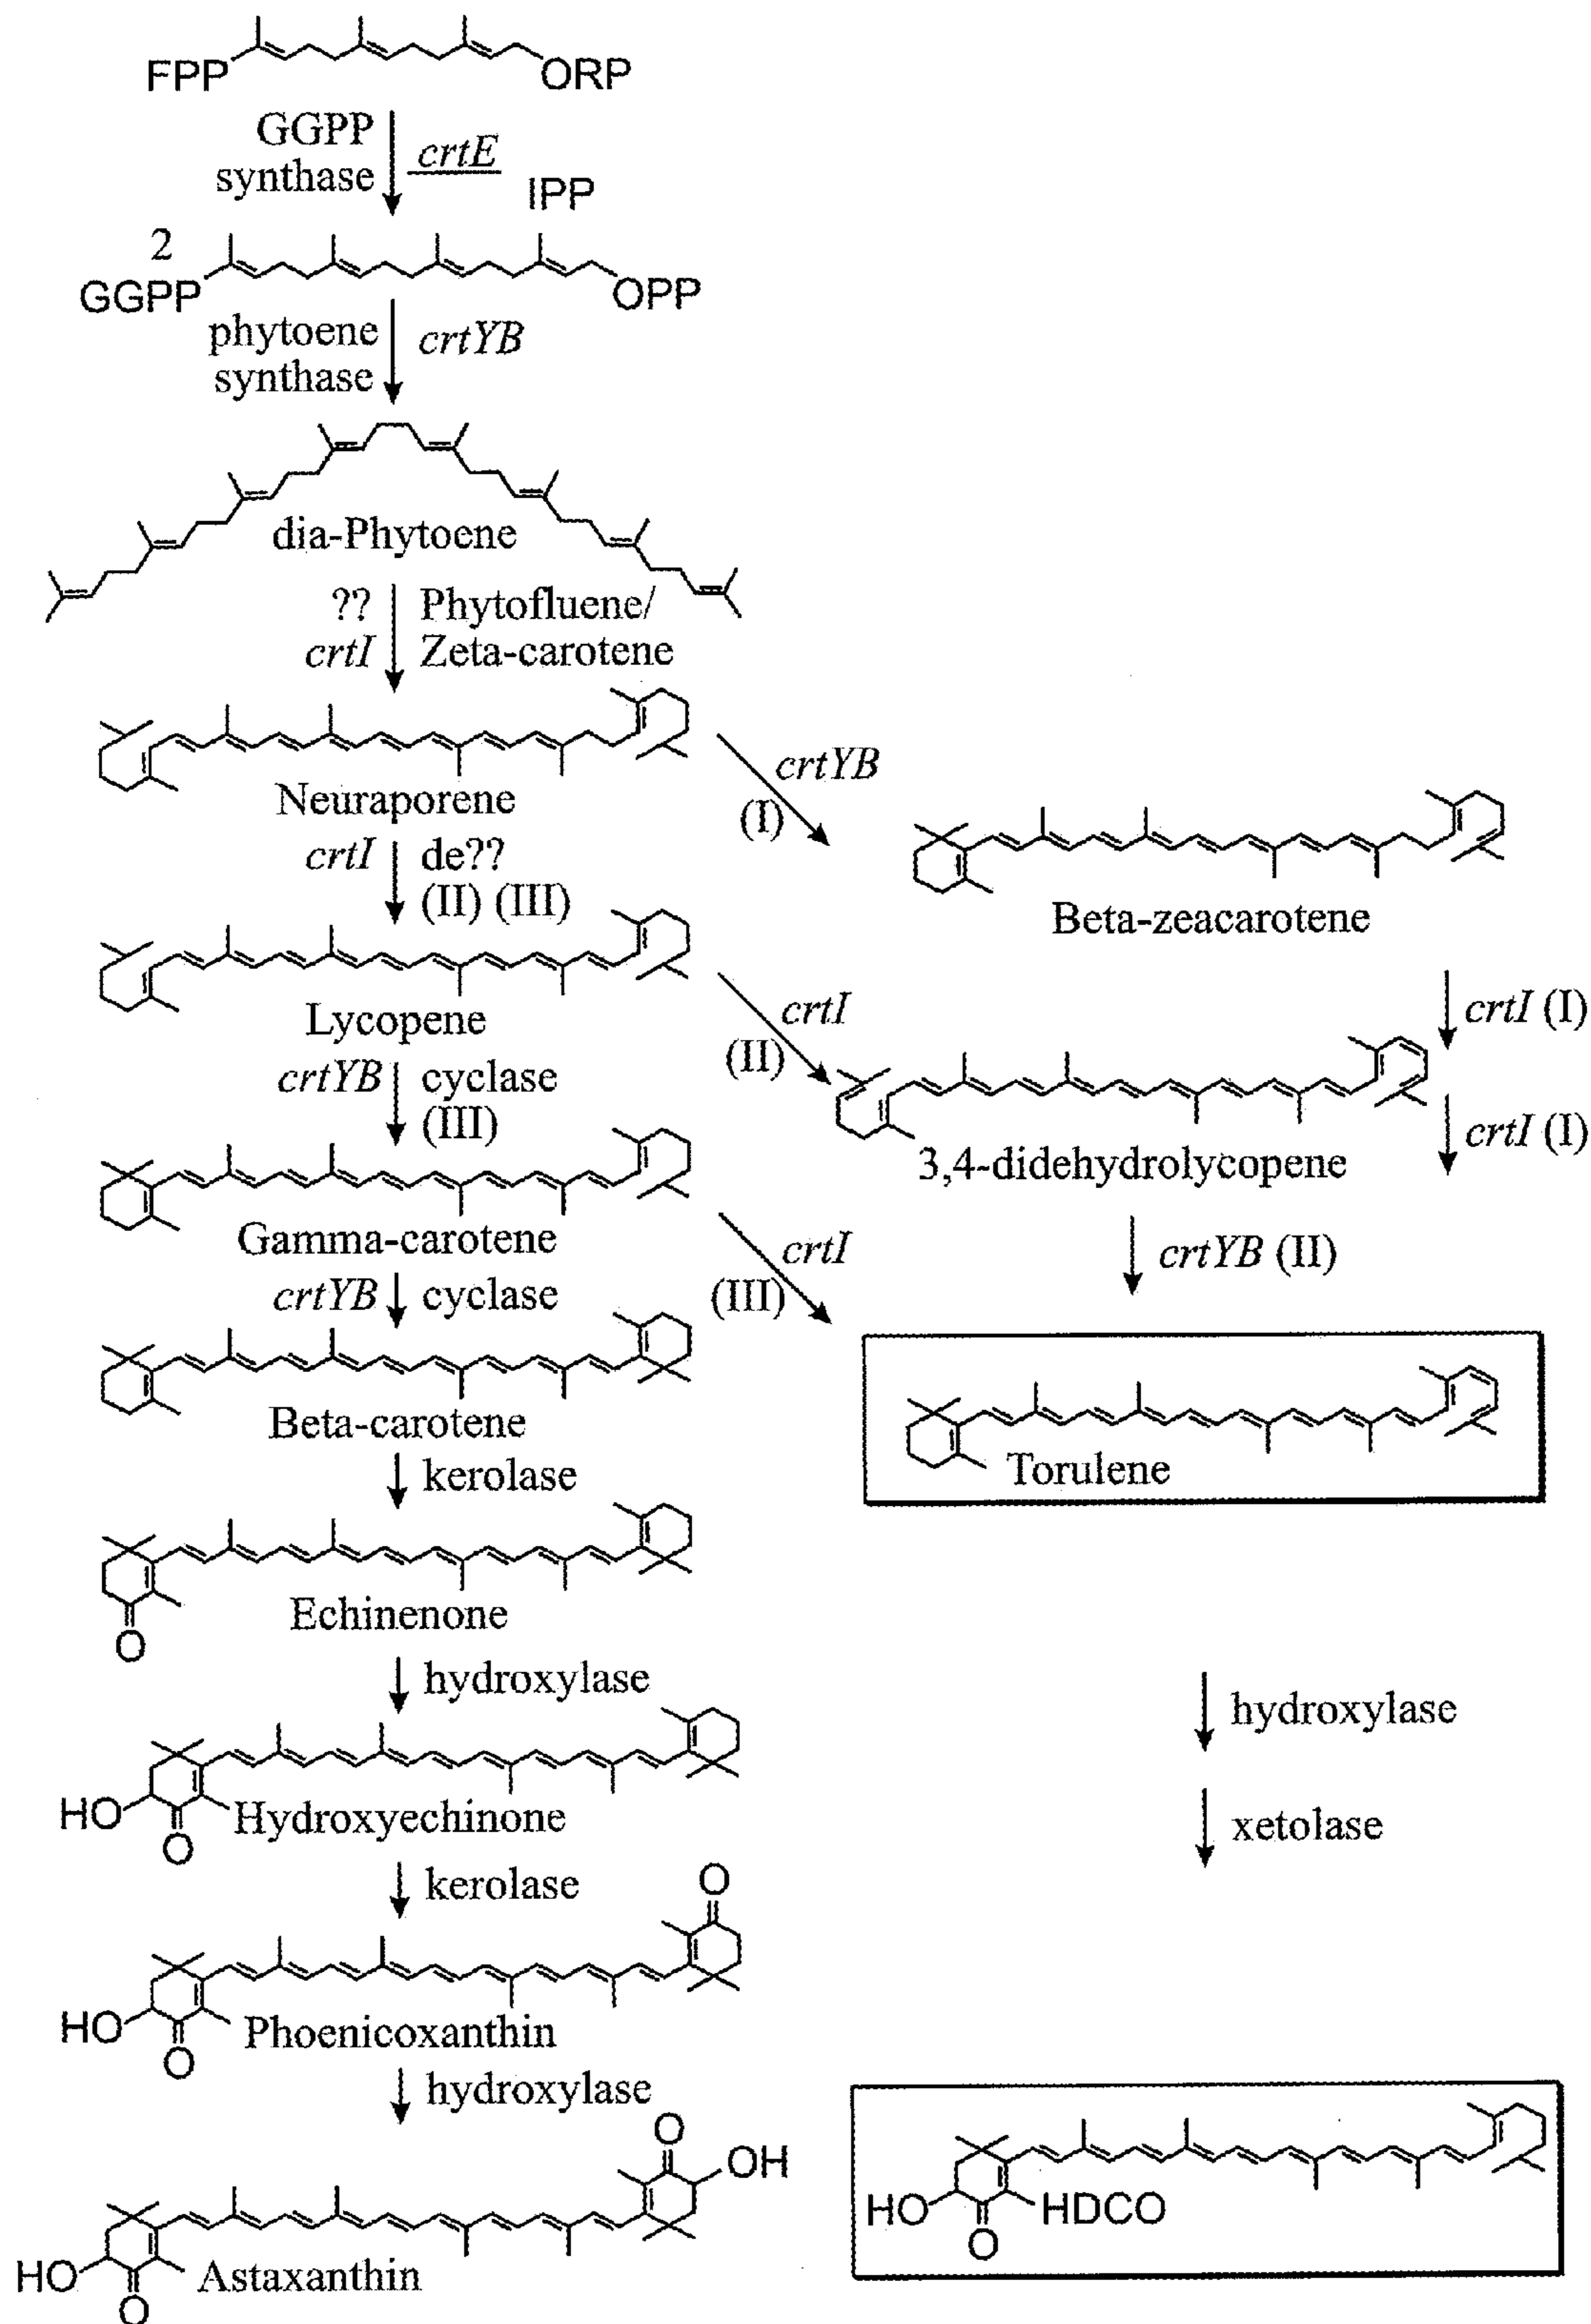 FPP
ORP
GGPP
synthase
crtE
IPP
2
GGPP
OPP
phytoene
synthase
crtYB
dia-Phytoene
??
crtI
Phytofluene/
Zeta-carotene
Neuraporene
crtYB
(I)
Beta-zeacarotene
crtI
de??
(II) (III)
Lycopene
crtI
(II)
crtI (I)
3,4-didehydrolycopene
crtI (I)
crtYB
cyclase
(III)
Gamma-carotene
crtI
(III)
crtYB (II)
crtYB
cyclase
Beta-carotene
Torulene
kerolase
Echinenone
hydroxylase
HO
O
Hydroxyechinone
O
kerolase
hydroxylase
xetolase
O
HO
O
Phoenicoxanthin
hydroxylase
O
OH
HO
O
Astaxanthin
HO
O
HDCO